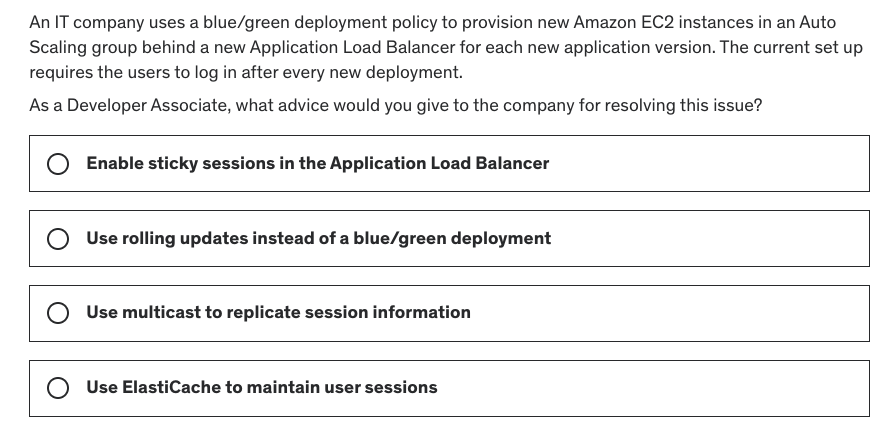 An IT company uses a blue/green deployment policy to provision new Amazon EC2 instances in an Auto
Scaling group behind a new Application Load Balancer for each new application version. The current set up
requires the users to log in after every new deployment.
As a Developer Associate, what advice would you give to the company for resolving this issue?
Enable sticky sessions in the Application Load Balancer
Use rolling updates instead of a blue/green deployment
Use multicast to replicate session information
Use ElastiCache to maintain user sessions